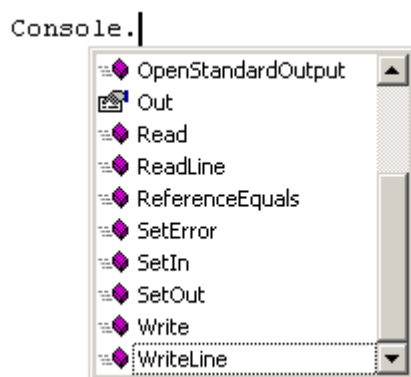 Console.
OpenStandardOutput
Out
Read
ReadLine
ReferenceEquals
SetError
SetIn
SetOut
Write
WriteLine